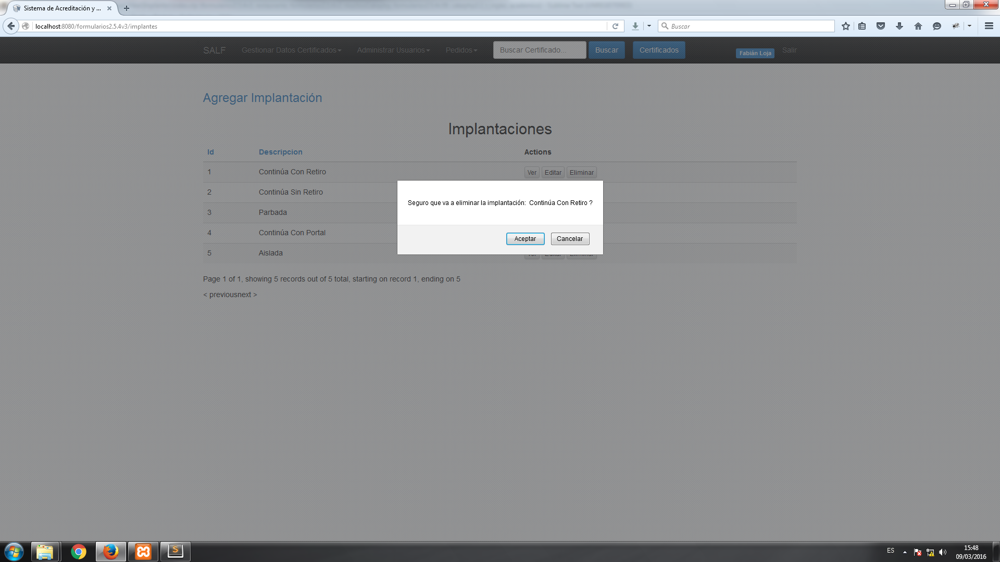 Sistema de Acreditación y ...
localhost:8080/formularios2.5.4v3/implantes
Buscar
SALF Gestionar Datos Certificados Administrar Usuarios Pedidos Buscar Certificado... Buscar Certificados Fabián Loja Salir
Agregar Implantación
Implantaciones
Id Descripcion Actions
1 Continúa Con Retiro Ver Editar Eliminar
2 Continúa Sin Retiro
3 Parbada
4 Continúa Con Portal
5 Aislada Ver Editar Eliminar
Seguro que va a eliminar la implantación: Continúa Con Retiro ?
Aceptar Cancelar
Page 1 of 1, showing 5 records out of 5 total, starting on record 1, ending on 5
< previousnext >
ES
15:48
09/03/2016